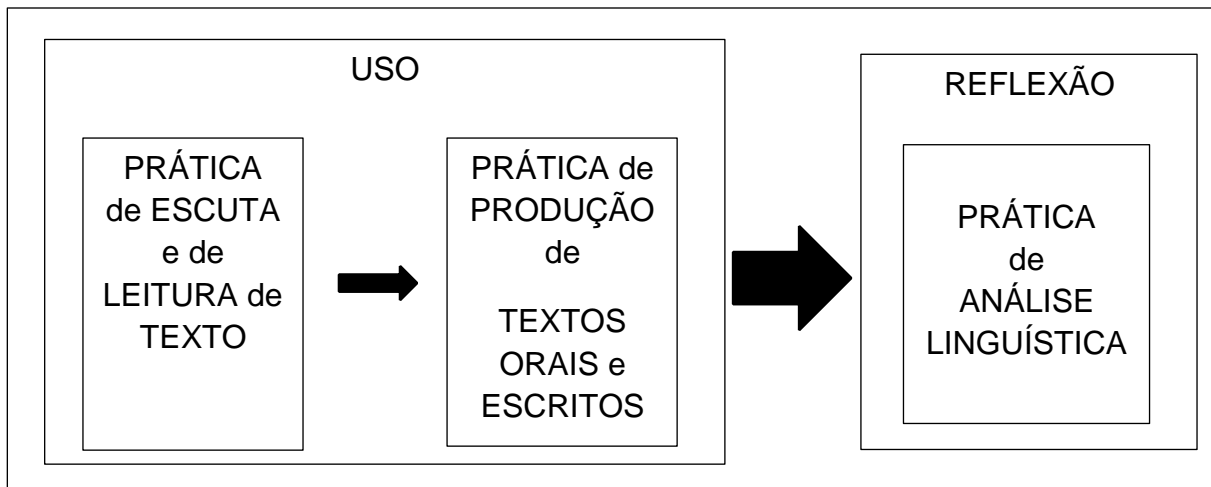 USO
PRÁTICA
de ESCUTA
e de
LEITURA de
TEXTO
PRÁTICA de
PRODUÇÃO
de
TEXTOS
ORAIS e
ESCRITOS
REFLEXÃO
PRÁTICA
de
ANÁLISE
LINGUÍSTICA